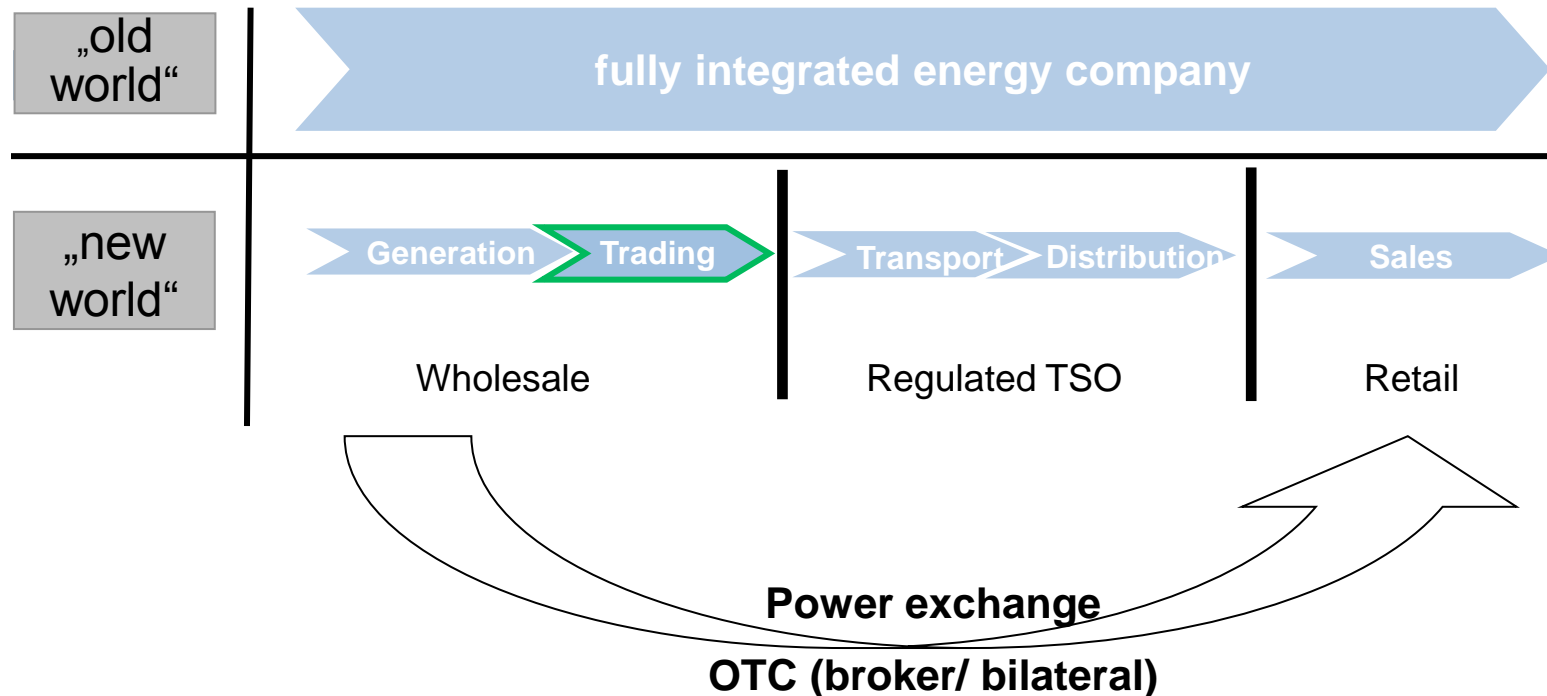 „old
world“
fully integrated energy company
„new
world“
Generation
Trading
Transport
Distribution
Sales
Wholesale
Regulated TSO
Retail
Power exchange
OTC (broker/ bilateral)